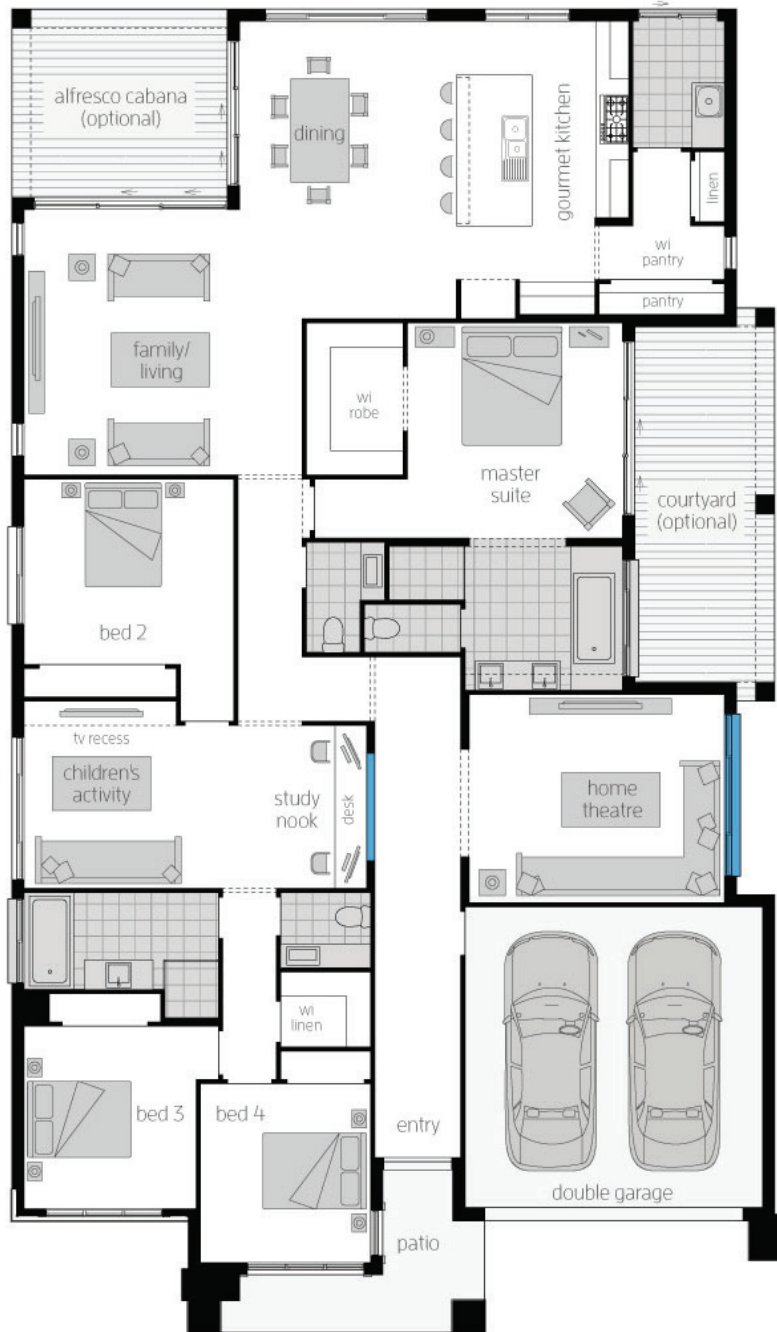 alfresco cabana
(optional)
dining
gourmet kitchen
linen
wi
pantry
pantry
family/
living
wi
robe
master
suite
courtyard
(optional)
bed 2
tv recess
children's
activity
study
nook
desk
home
theatre
wi
linen
bed 3
bed 4
entry
double garage
patio